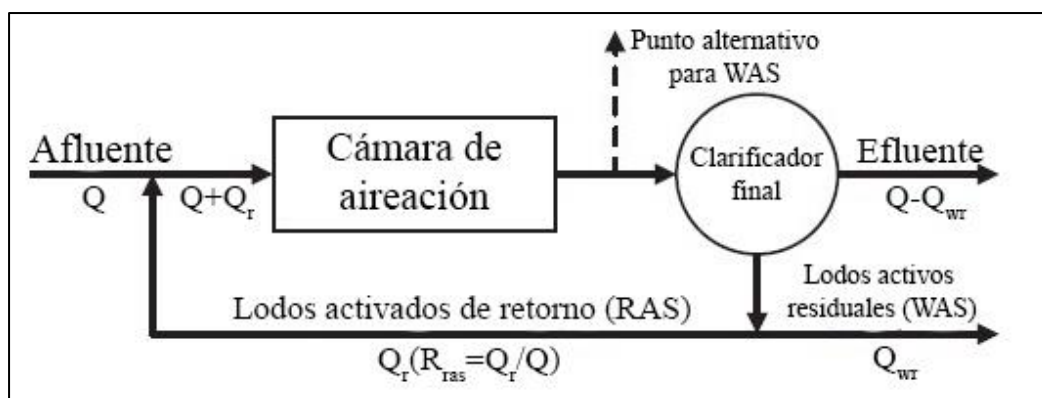 Punto alternativo
para WAS
Afluente
Q
Q+Qr
Cámara de
aireación
Clarificador
final
Efluente
Q-Qwr
Lodos activados de retorno (RAS)
Qr(Rras=Qr/Q)
Lodos activos
residuales (WAS)
Qwr